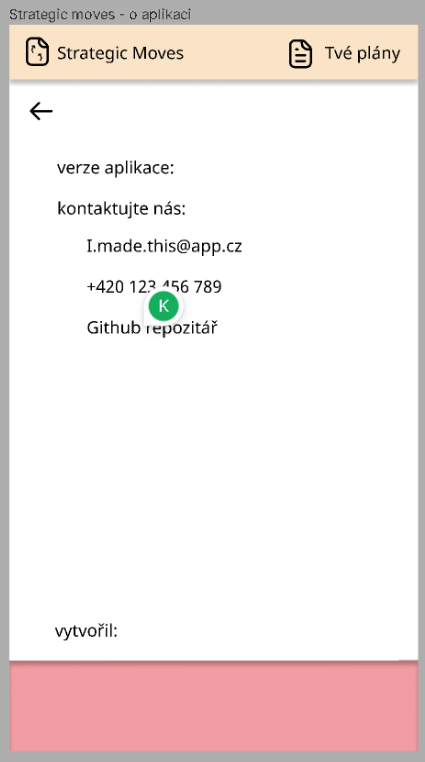 Strategic moves - o aplikaci
Strategic Moves
Tvé plány
verze aplikace:
kontaktujte nás:
I.made.this@app.cz
+420 123 456 789
K
Github repozitář
vytvořil: